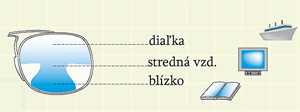 diaľka
stredná vzd.
blízko